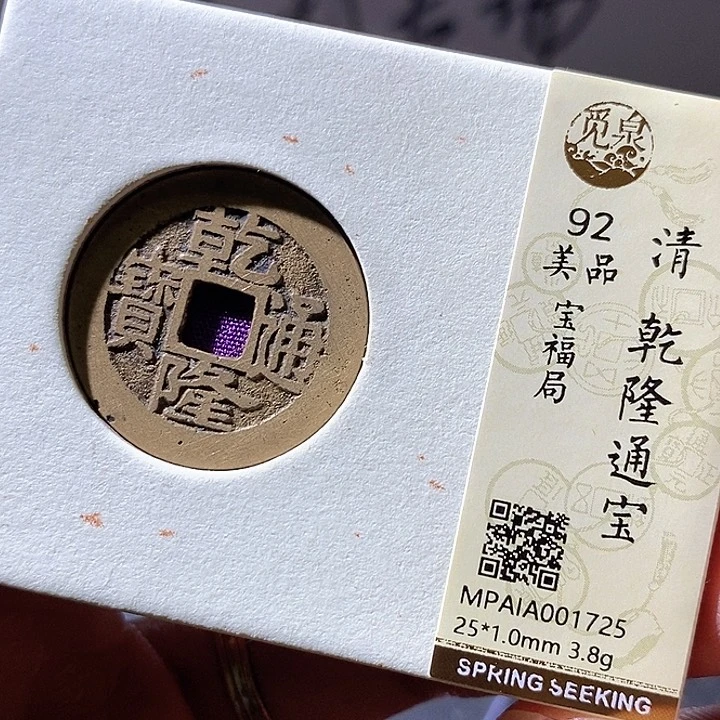 乾隆通寶
觅泉
清 乾隆通宝
92
美品
宝福局
MPAIA001725
25*1.0mm 3.8g
SPRING SEEKING